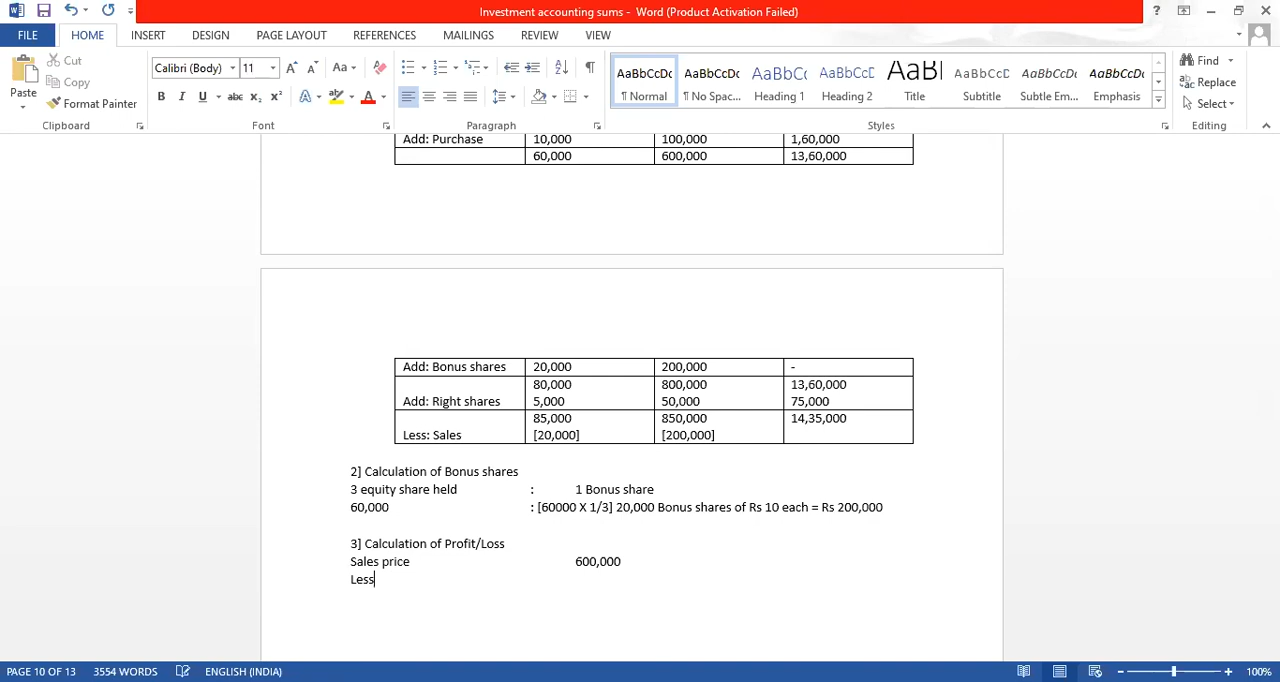 Investment accounting sums - Word (Product Activation Failed)
FILE HOME INSERT DESIGN PAGE LAYOUT REFERENCES MAILINGS REVIEW VIEW
Paste
Cut
Copy
Format Painter
Clipboard
Calibri (Body) 11
Font
Paragraph
AaBbCcDc AaBbCcDc AaBbCc AaBbCcD AaBl AaBbCcD AaBbCcDc AaBbCcDc
¶ Normal ¶ No Spac... Heading 1 Heading 2 Title Subtitle Subtle Em... Emphasis
Styles
Find
Replace
Select
Editing
Add: Purchase 10,000 100,000 1,60,000
60,000 600,000 13,60,000
Add: Bonus shares 20,000 200,000 -
80,000 800,000 13,60,000
Add: Right shares 5,000 50,000 75,000
85,000 850,000 14,35,000
Less: Sales [20,000] [200,000]
2] Calculation of Bonus shares
3 equity share held : 1 Bonus share
60,000 : [60000 X 1/3] 20,000 Bonus shares of Rs 10 each = Rs 200,000
3] Calculation of Profit/Loss
Sales price 600,000
Less
PAGE 10 OF 13 3554 WORDS ENGLISH (INDIA) 100%